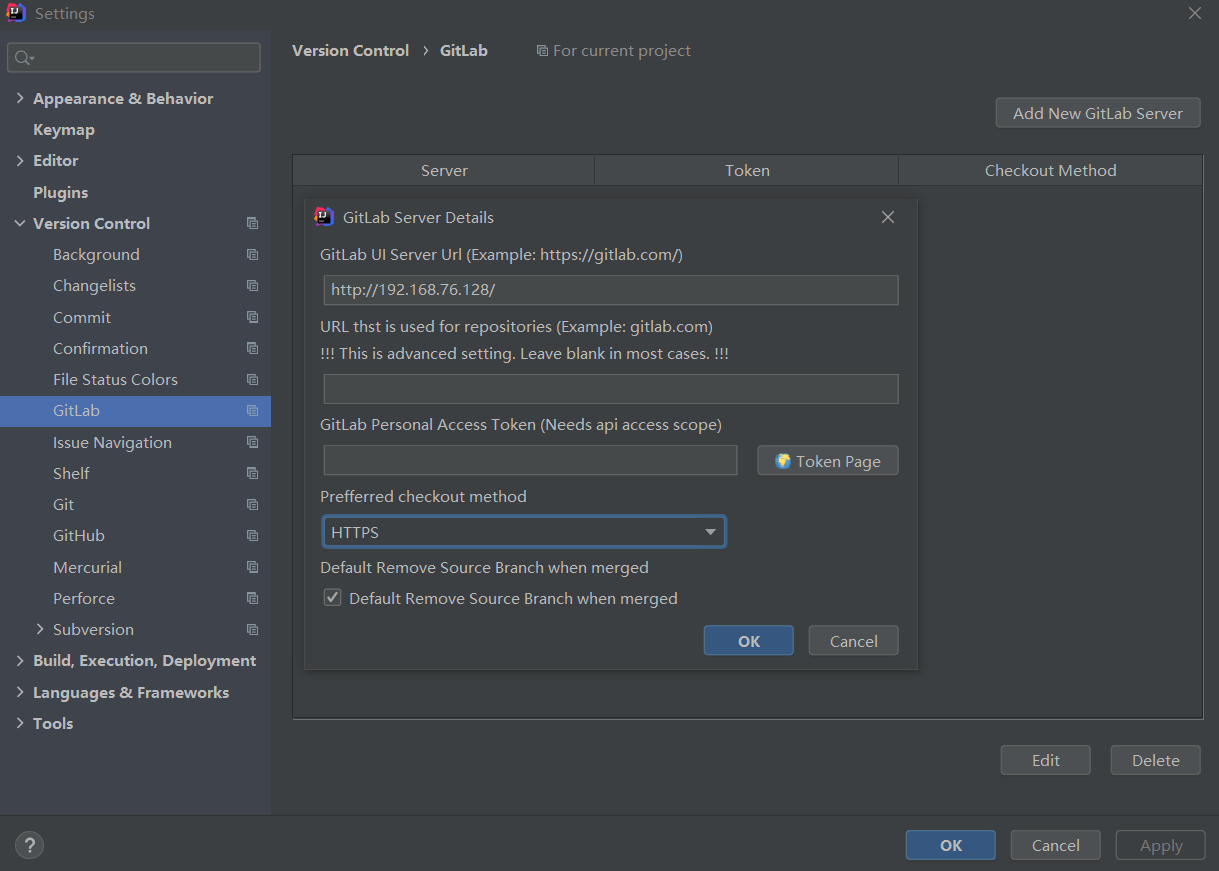 Settings
Version Control › GitLab For current project
Appearance & Behavior
Keymap
Editor
Plugins
Version Control
Background
Changelists
Commit
Confirmation
File Status Colors
GitLab
Issue Navigation
Shelf
Git
GitHub
Mercurial
Perforce
Subversion
Build, Execution, Deployment
Languages & Frameworks
Tools
Add New GitLab Server
Server Token Checkout Method
GitLab Server Details
GitLab UI Server Url (Example: https://gitlab.com/)
http://192.168.76.128/
URL thst is used for repositories (Example: gitlab.com)
!!! This is advanced setting. Leave blank in most cases. !!!
GitLab Personal Access Token (Needs api access scope)
Token Page
Prefferred checkout method
HTTPS
Default Remove Source Branch when merged
Default Remove Source Branch when merged
OK Cancel
Edit Delete
? OK Cancel Apply